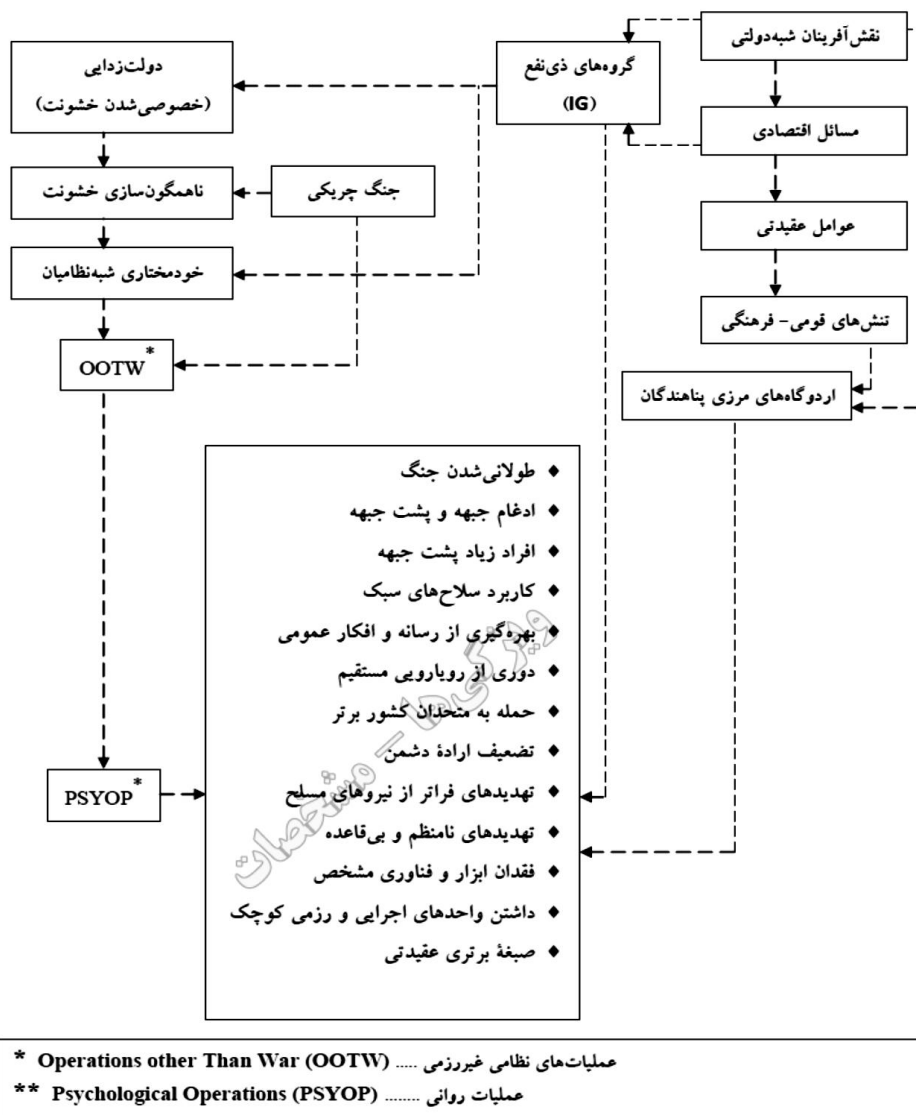 نقش‌آفرینان شبه‌دولتی
گروه‌های ذی‌نفع
(IG)
دولت‌زدایی
(خصوصی‌شدن خشونت)
مسائل اقتصادی
ناهمگون‌سازی خشونت
جنگ چریکی
عوامل عقیدتی
خودمختاری شبه‌نظامیان
تنش‌های قومی- فرهنگی
OOTW*
اردوگاه‌های مرزی پناهندگان
♦ طولانی‌شدن جنگ
♦ ادغام جبهه و پشت جبهه
♦ افراد زیاد پشت جبهه
♦ کاربرد سلاح‌های سبک
♦ بهره‌گیری از رسانه و افکار عمومی
♦ دوری از رویارویی مستقیم
♦ حمله به متحدان کشور برتر
♦ تضعیف ارادهٔ دشمن
♦ تهدیدهای فراتر از نیروهای مسلح
♦ تهدیدهای نامنظم و بی‌قاعده
♦ فقدان ابزار و فناوری مشخص
♦ داشتن واحدهای اجرایی و رزمی کوچک
♦ صبغهٔ برتری عقیدتی
ویژگی‌ها – مشخصات
PSYOP*
* Operations other Than War (OOTW) ..... عملیات‌های نظامی غیررزمی
** Psychological Operations (PSYOP) ........ عملیات روانی